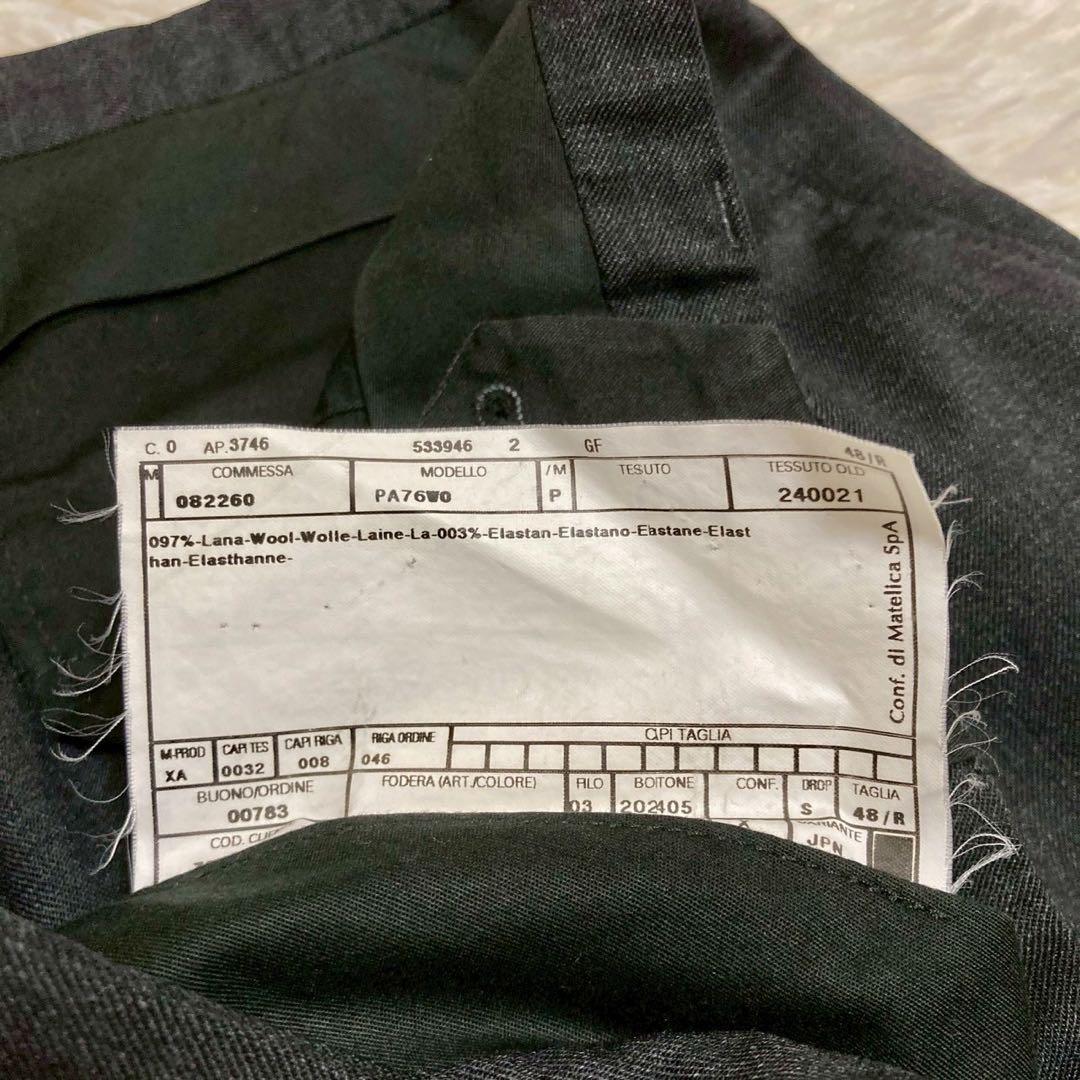 C. 0 AP.3746 533946 2 GF 48/R
M COMMESSA MODELLO /M TESUTO TESSUTO OLD
082260 PA76W0 P 240021
097%-Lana-Wool-Wolle-Laine-La-003%-Elastan-Elastano-Eastane-Elast
han-Elasthanne-
Conf. di Matelica SpA
M-PROD CAPI TES CAPI RIGA RIGA ORDINE CAPI TAGLIA
XA 0032 008 046
BUONO/ORDINE FODERA (ART./COLORE) FILO BOTTONE CONF. DROP TAGLIA
00783 03 202405 S 48/R
COD. VARIANTE
JPN